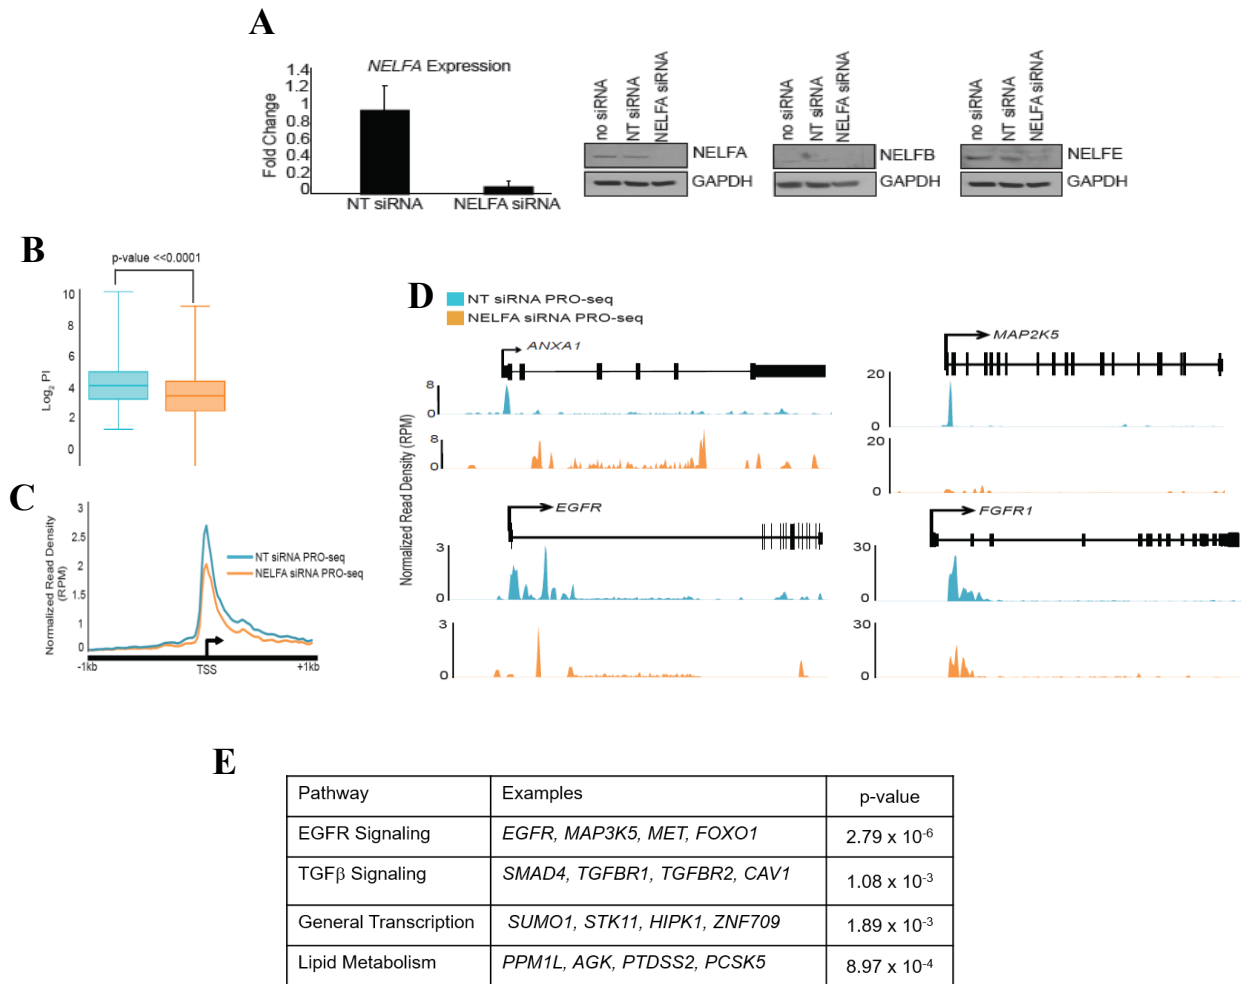 A
NELFA Expression
Fold Change
1.4
1.2
1
0.8
0.6
0.4
0.2
0
NT siRNA
NELFA siRNA
no siRNA
NT siRNA
NELFA siRNA
NELFA
GAPDH
no siRNA
NT siRNA
NELFA siRNA
NELFB
GAPDH
no siRNA
NT siRNA
NELFA siRNA
NELFE
GAPDH
B
p-value <<0.0001
Log2 PI
10
8
6
4
2
0
C
Normalized Read Density
(RPM)
3
2.5
2
1.5
1
0
NT siRNA PRO-seq
NELFA siRNA PRO-seq
-1kb
TSS
+1kb
D
NT siRNA PRO-seq
NELFA siRNA PRO-seq
Normalized Read Density (RPM)
ANXA1
8
0
8
0
MAP2K5
20
0
20
0
EGFR
3
0
3
0
FGFR1
30
0
30
0
E
Pathway Examples p-value
EGFR Signaling EGFR, MAP3K5, MET, FOXO1 2.79 x 10-6
TGFβ Signaling SMAD4, TGFBR1, TGFBR2, CAV1 1.08 x 10-3
General Transcription SUMO1, STK11, HIPK1, ZNF709 1.89 x 10-3
Lipid Metabolism PPM1L, AGK, PTDSS2, PCSK5 8.97 x 10-4